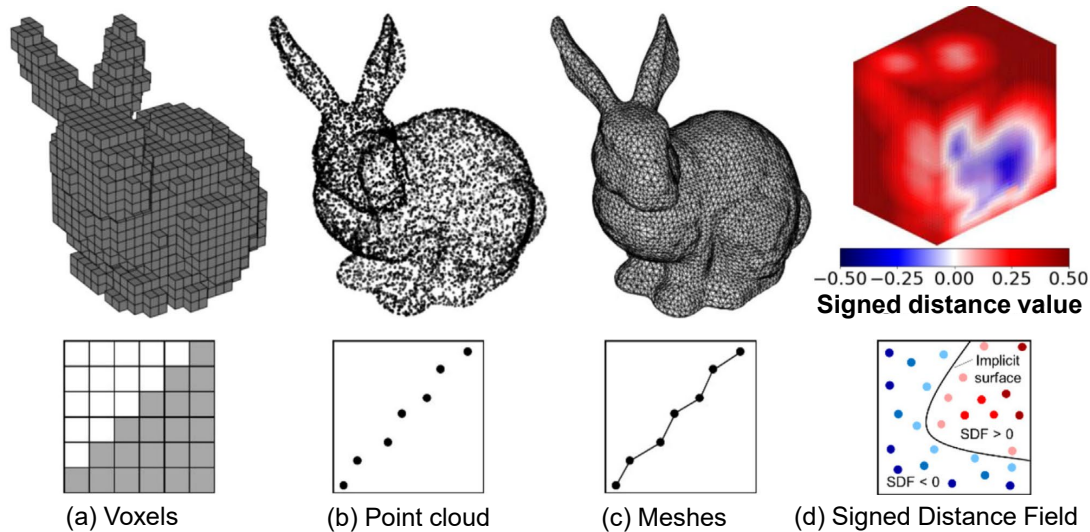 −0.50 −0.25 0.00 0.25 0.50
Signed distance value
Implicit
surface
SDF > 0
SDF < 0
(a) Voxels
(b) Point cloud
(c) Meshes
(d) Signed Distance Field